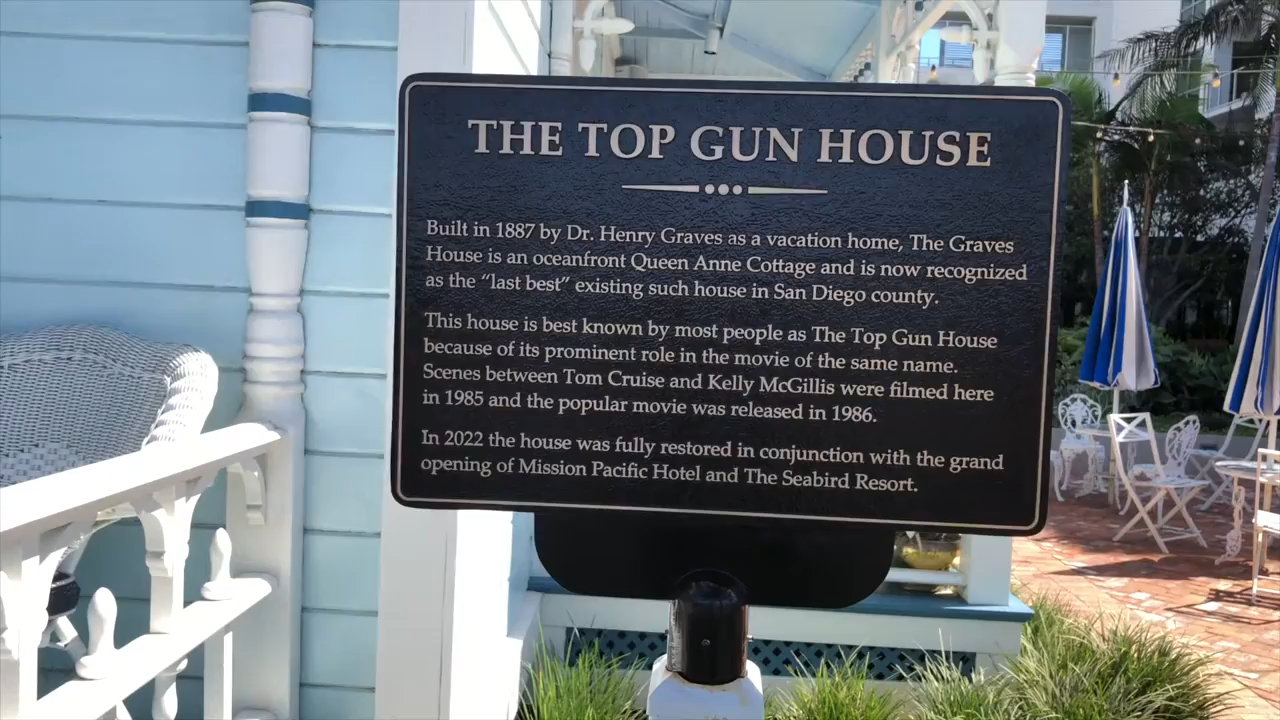 THE TOP GUN HOUSE
Built in 1887 by Dr. Henry Graves as a vacation home, The Graves
House is an oceanfront Queen Anne Cottage and is now recognized
as the "last best" existing such house in San Diego county.
This house is best known by most people as The Top Gun House
because of its prominent role in the movie of the same name.
Scenes between Tom Cruise and Kelly McGillis were filmed here
in 1985 and the popular movie was released in 1986.
In 2022 the house was fully restored in conjunction with the grand
opening of Mission Pacific Hotel and The Seabird Resort.